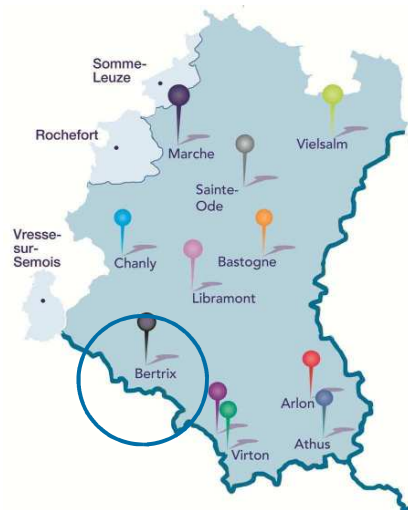 Somme-
Leuze
Marche
Vielsalm
Rochefort
Sainte-
Ode
Vresse-
sur-
Semois
Chanly
Bastogne
Libramont
Bertrix
Arlon
Virton
Athus